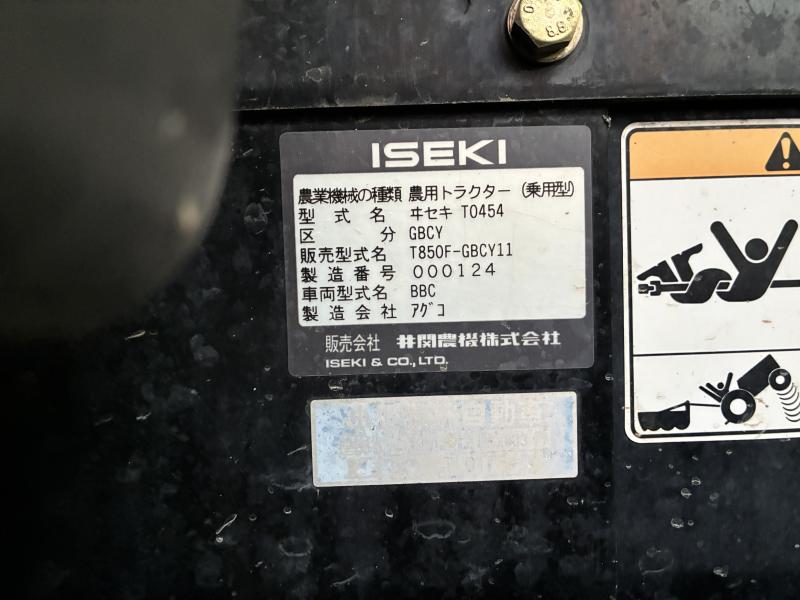 8.8
ISEKI
農業機械の種類 農用トラクター (乗用型)
型式名 ヰセキ T0454
区分 GBCY
販売型式名 T850F-GBCY11
製造番号 000124
車両型式名 BBC
製造会社 アグコ
販売会社 井関農機株式会社
ISEKI & CO., LTD.